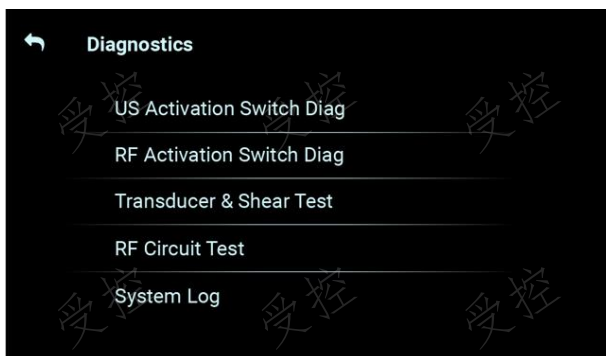 Diagnostics
US Activation Switch Diag
RF Activation Switch Diag
Transducer & Shear Test
RF Circuit Test
System Log
受控
受控
受控
受控
受控
受控